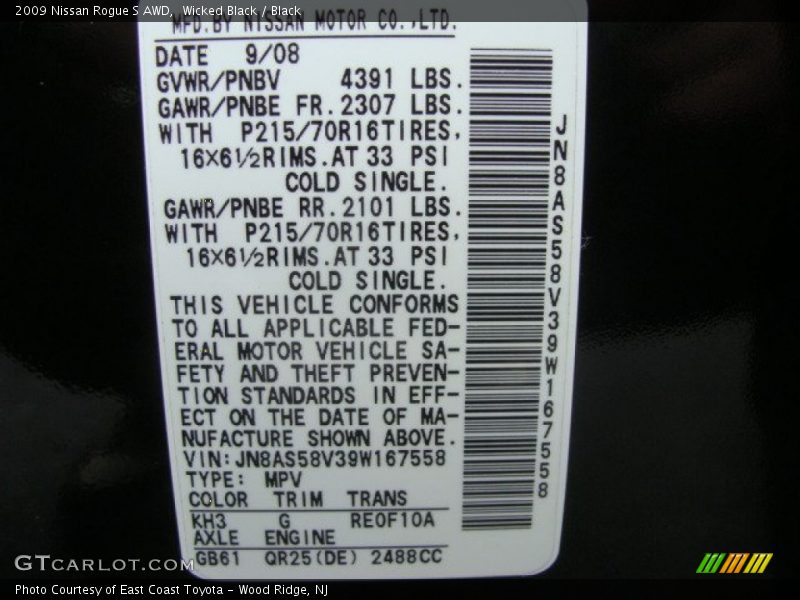 2009 Nissan Rogue S AWD, Wicked Black / Black
MFD.BY NISSAN MOTOR CO.,LTD.
DATE 9/08
GVWR/PNBV 4391 LBS.
GAWR/PNBE FR.2307 LBS.
WITH P215/70R16TIRES,
16×6½RIMS.AT 33 PSI
COLD SINGLE.
GAWR/PNBE RR.2101 LBS.
WITH P215/70R16TIRES,
16×6½RIMS.AT 33 PSI
COLD SINGLE.
THIS VEHICLE CONFORMS
TO ALL APPLICABLE FED-
ERAL MOTOR VEHICLE SA-
FETY AND THEFT PREVEN-
TION STANDARDS IN EFF-
ECT ON THE DATE OF MA-
NUFACTURE SHOWN ABOVE.
VIN:JN8AS58V39W167558
TYPE: MPV
COLOR TRIM TRANS
KH3 G RE0F10A
AXLE ENGINE
GB61 QR25(DE) 2488CC
JN8AS58V39W167558
GTCARLOT.COM
Photo Courtesy of East Coast Toyota – Wood Ridge, NJ